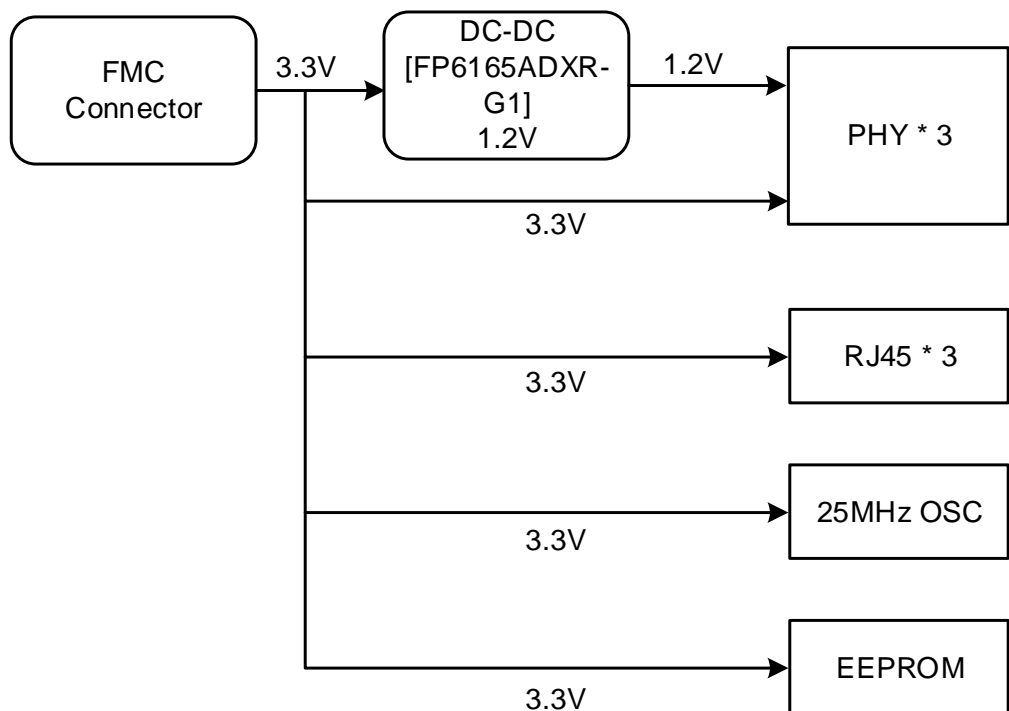 FMC
Connector
3.3V
DC-DC
[FP6165ADXR-
G1]
1.2V
1.2V
PHY * 3
3.3V
RJ45 * 3
3.3V
25MHz OSC
3.3V
EEPROM
3.3V